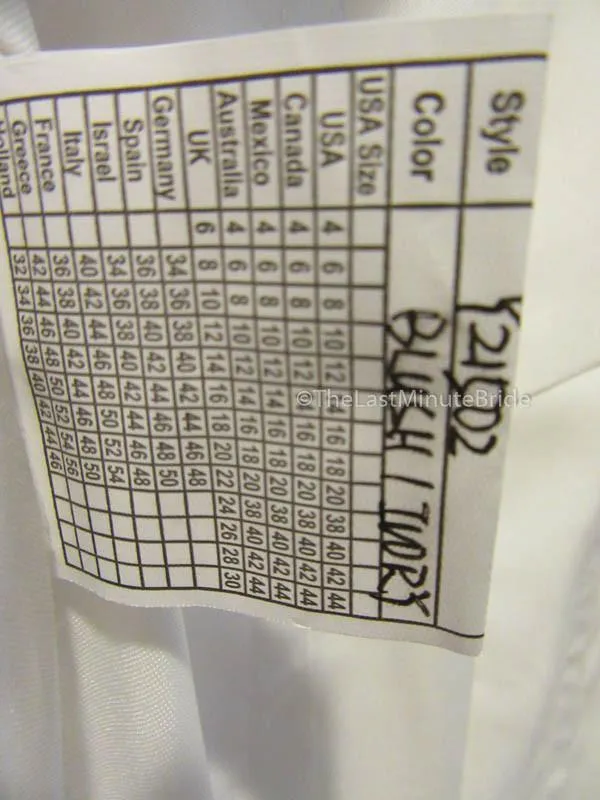 Style Y21502
Color BLUSH / IVORY
USA Size
USA 4 6 8 10 12 14 16 18 20 38 40 42 44
Canada 4 6 8 10 12 14 16 18 20 38 40 42 44
Mexico 4 6 8 10 12 14 16 18 20 38 40 42 44
Australia 4 6 8 10 12 14 16 18 20 38 40 42 44
UK 6 8 10 12 14 16 18 20 22 24 26 28 30
Germany 34 36 38 40 42 44 46 48
Spain 36 38 40 42 44 46 48 50
Israel 34 36 38 40 42 44 46 48
Italy 40 42 44 46 48 50 52 54
France 36 38 40 42 44 46 48 50
Greece 42 44 46 48 50 52 54 56
Holland 32 34 36 38 40 42 44 46
©TheLastMinuteBride